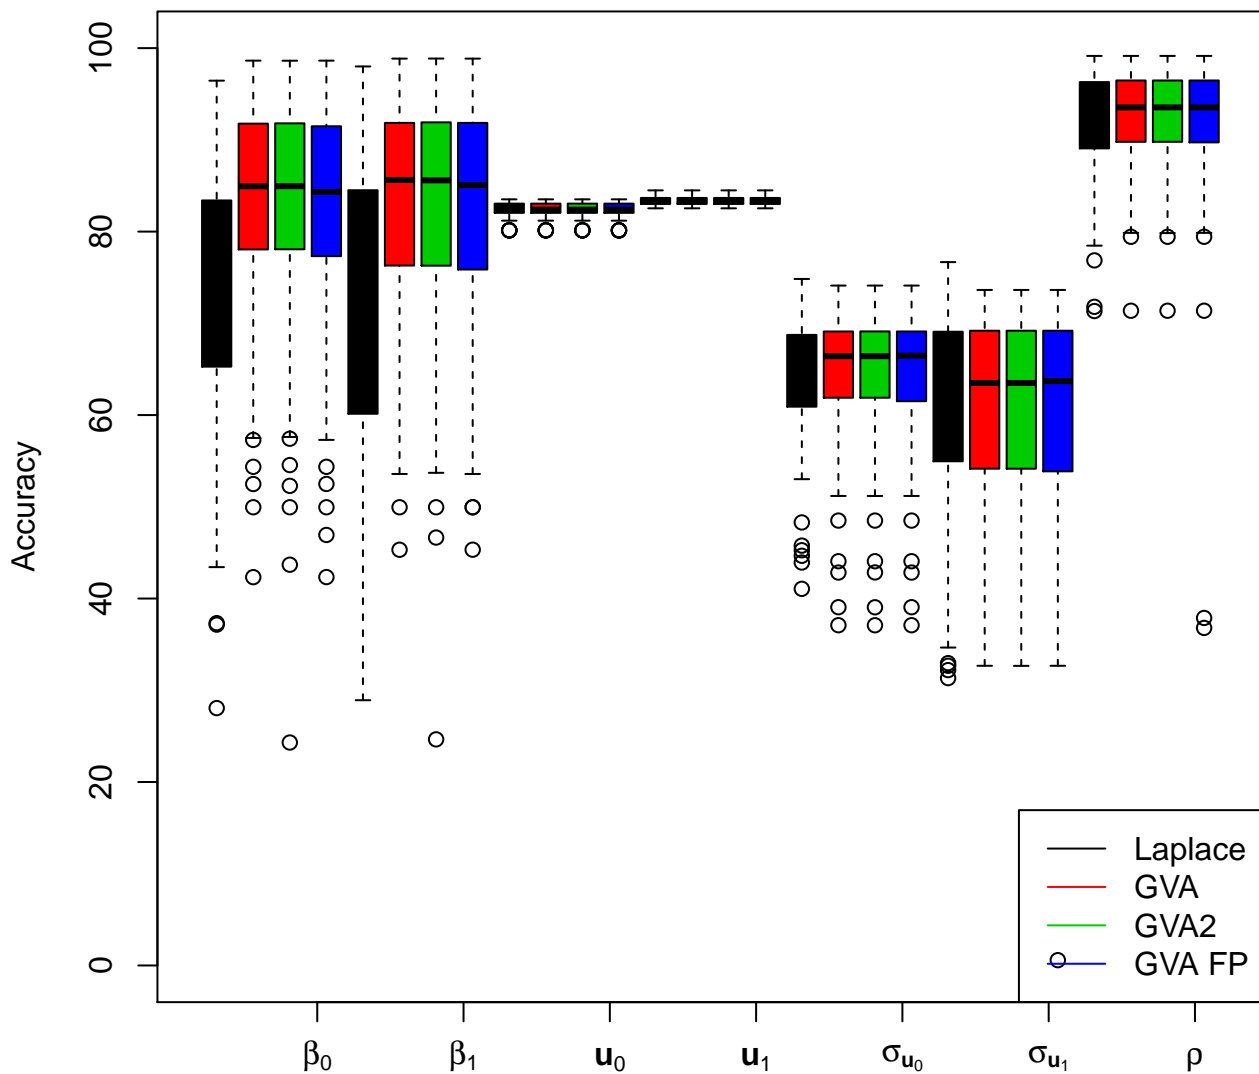 Accuracy
100
80
60
40
20
0
Laplace
GVA
GVA2
GVA FP
β₀ β₁ u₀ u₁ σᵤ₀ σᵤ₁ ρ